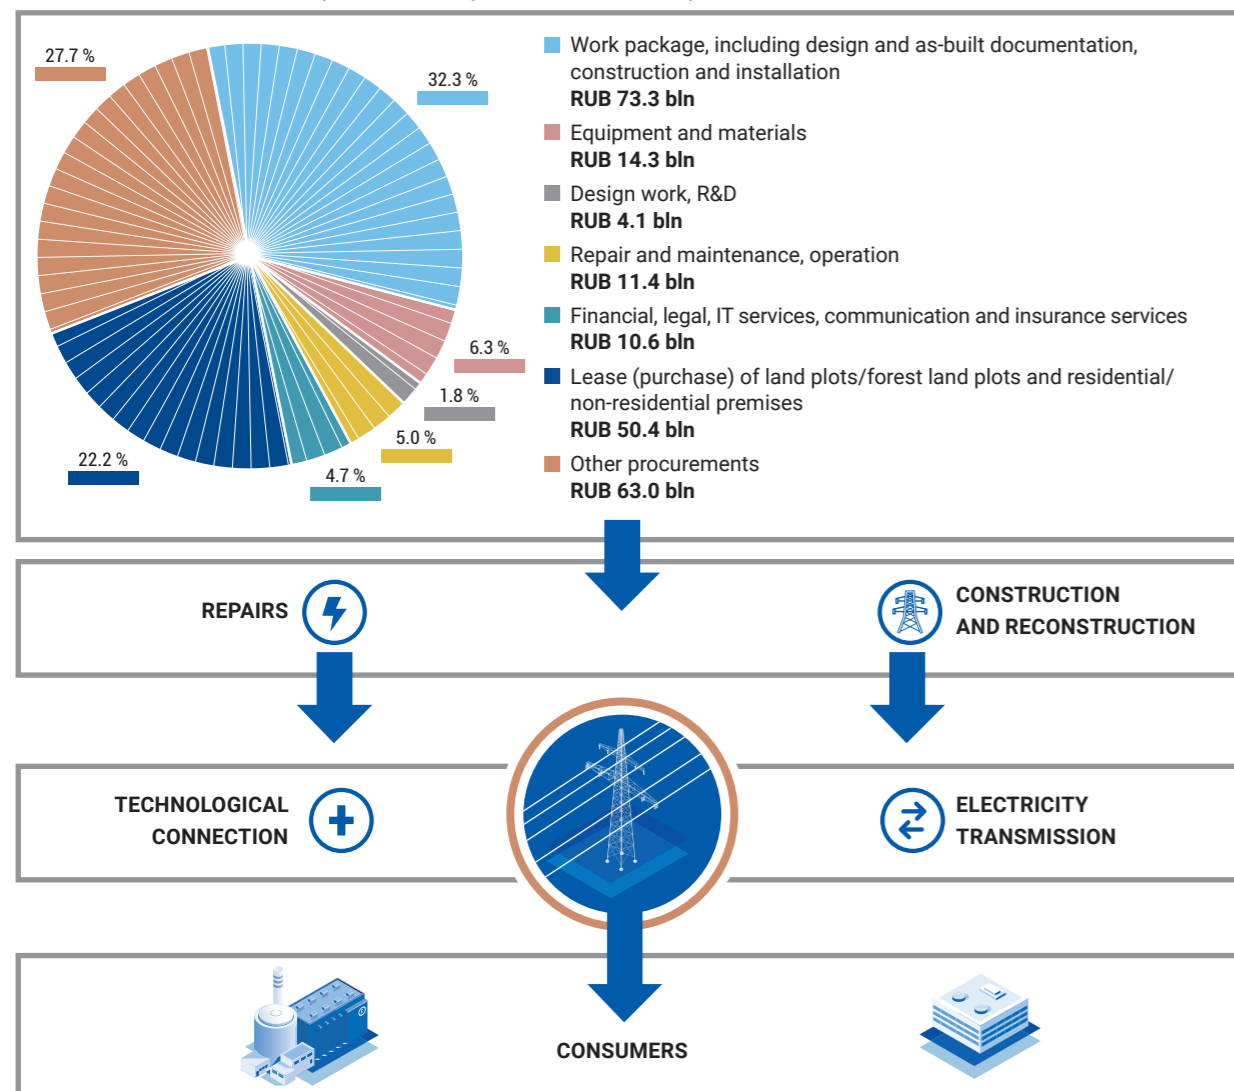 27.7 %
32.3 %
6.3 %
1.8 %
5.0 %
4.7 %
22.2 %
Work package, including design and as-built documentation,
construction and installation
RUB 73.3 bln
Equipment and materials
RUB 14.3 bln
Design work, R&D
RUB 4.1 bln
Repair and maintenance, operation
RUB 11.4 bln
Financial, legal, IT services, communication and insurance services
RUB 10.6 bln
Lease (purchase) of land plots/forest land plots and residential/
non-residential premises
RUB 50.4 bln
Other procurements
RUB 63.0 bln
REPAIRS
CONSTRUCTION
AND RECONSTRUCTION
TECHNOLOGICAL
CONNECTION
ELECTRICITY
TRANSMISSION
CONSUMERS